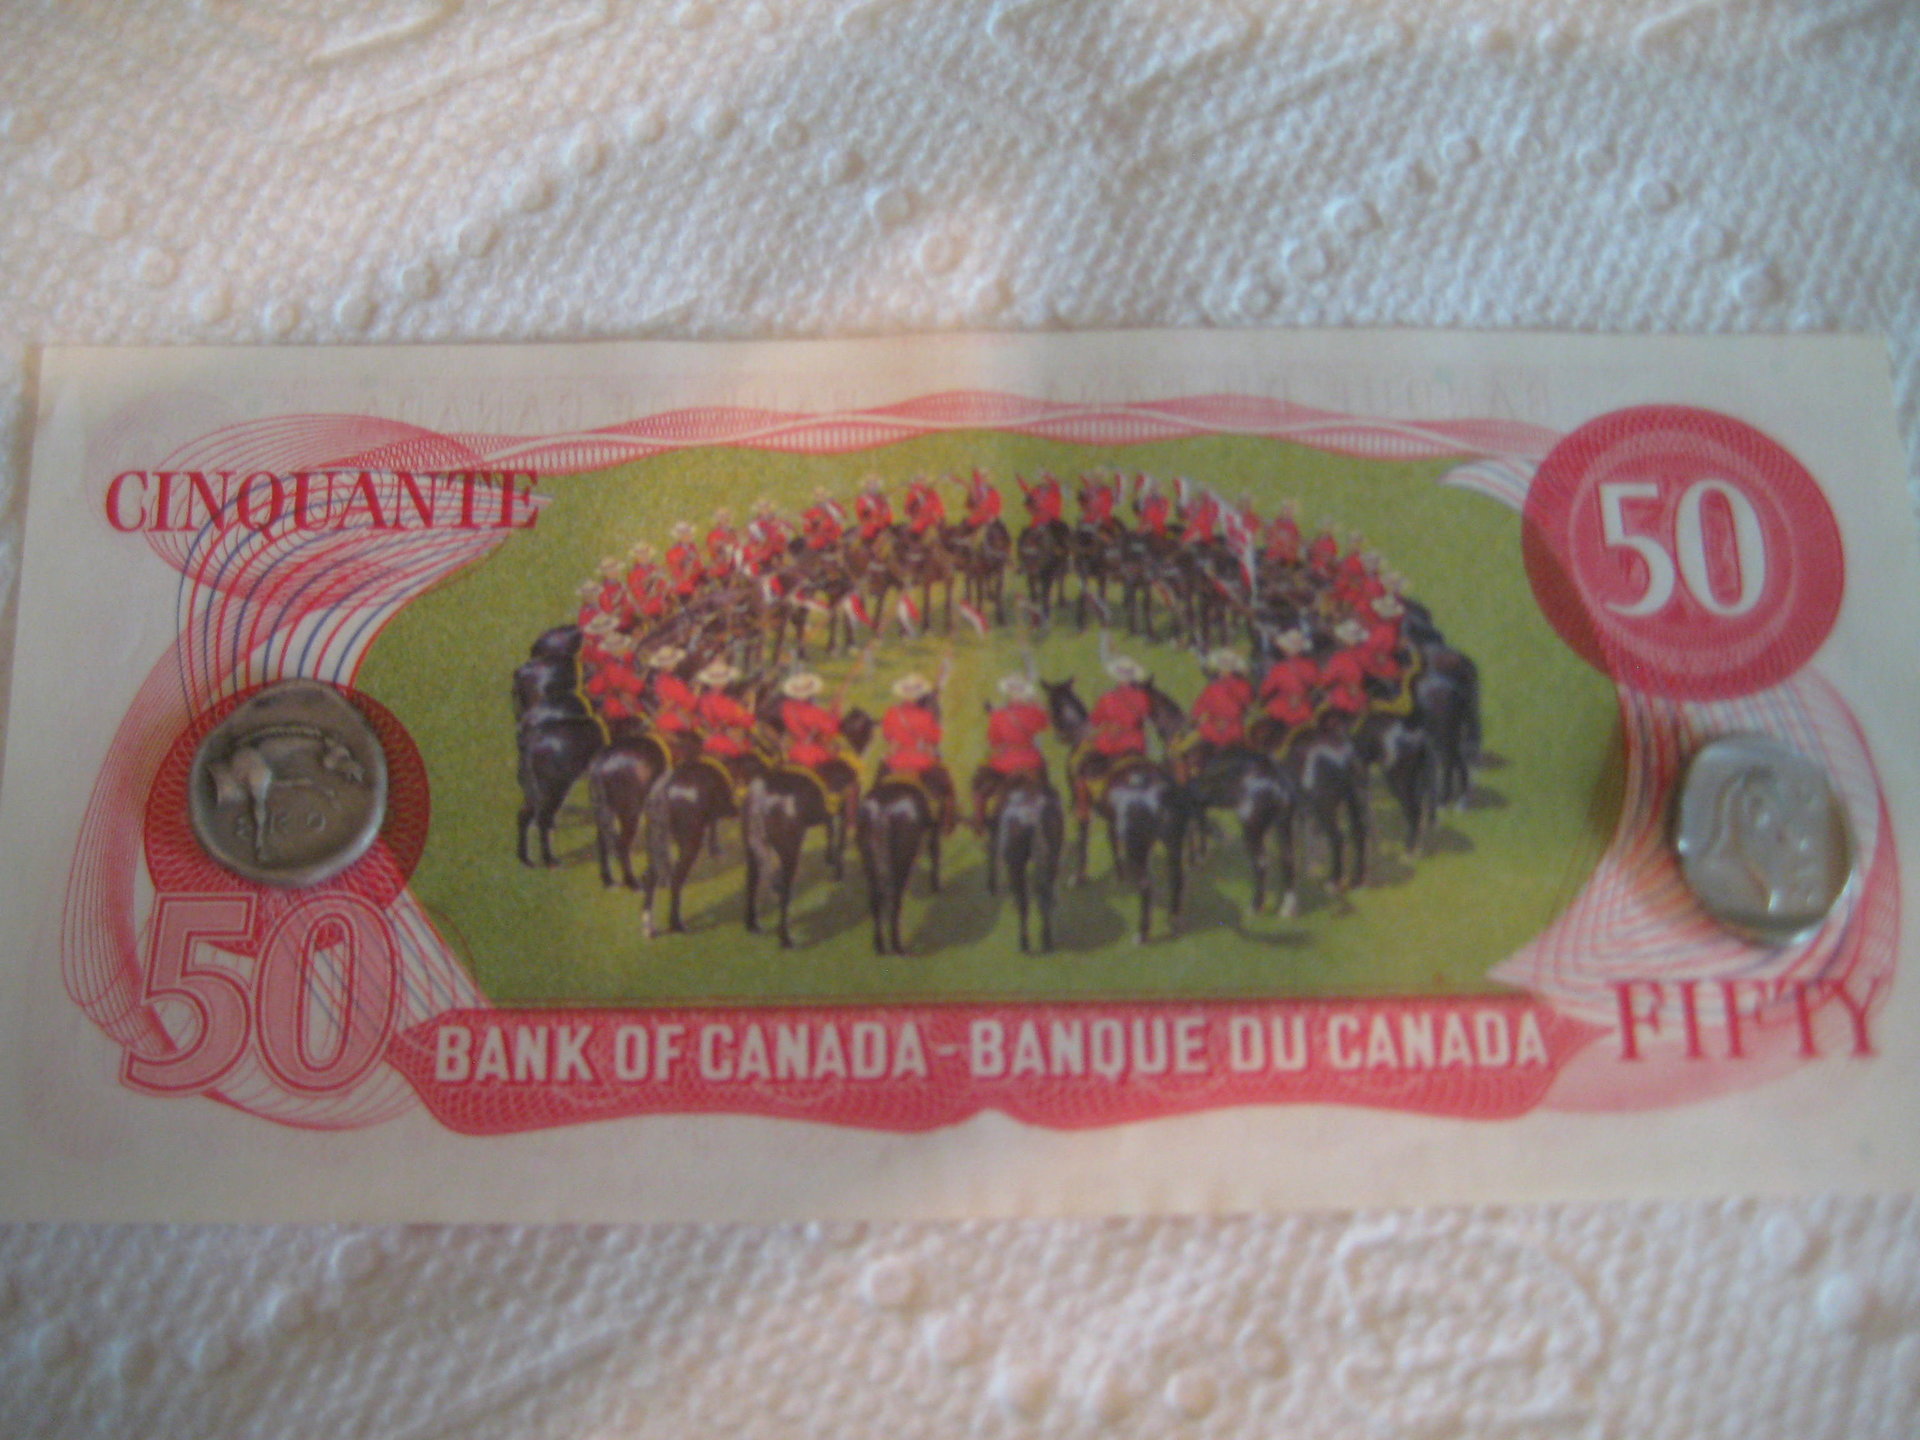 CINQUANTE
50
50
BANK OF CANADA - BANQUE DU CANADA
FIFTY